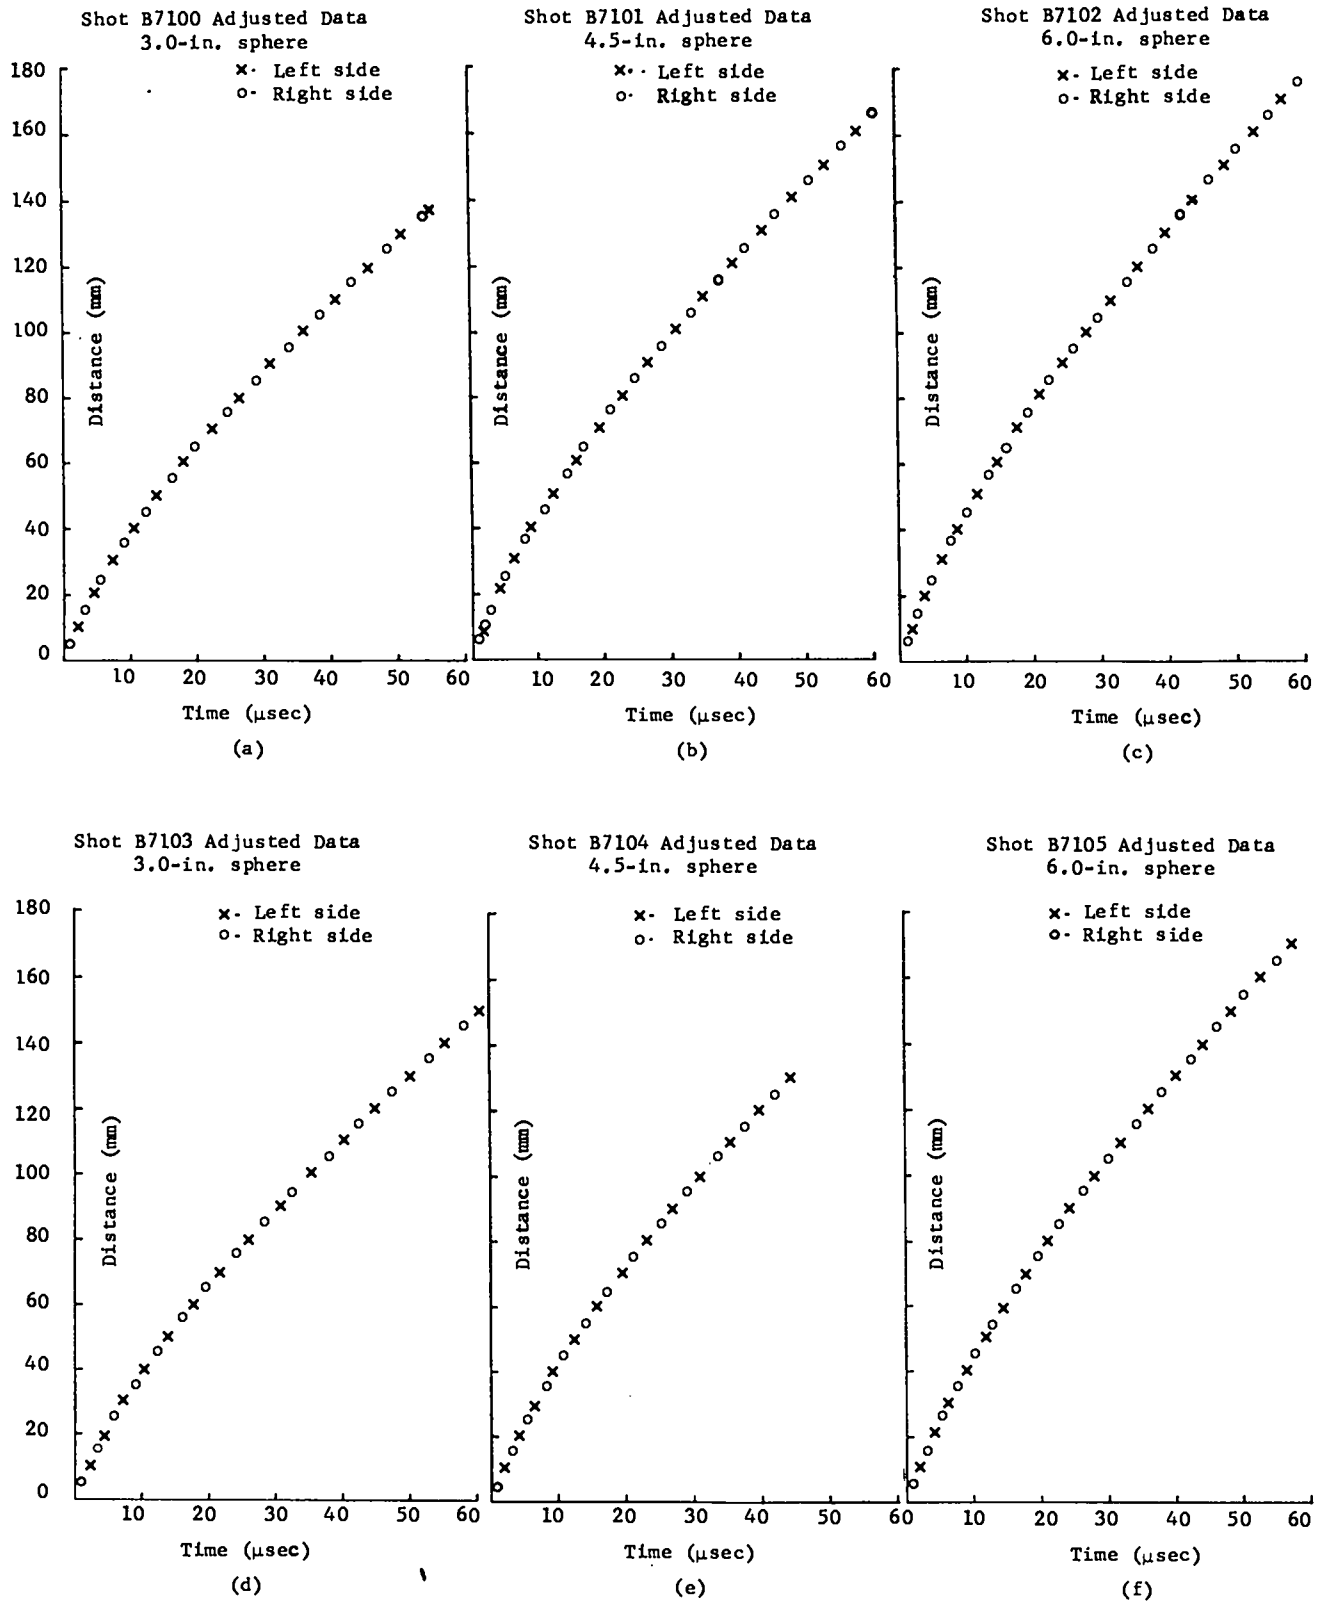 Shot B7100 Adjusted Data
3.0-in. sphere
x· Left side
o· Right side
180
160
140
120
100
80
60
40
20
0
Distance (mm)
10 20 30 40 50 60
Time (μsec)
(a)
Shot B7101 Adjusted Data
4.5-in. sphere
x· Left side
o· Right side
Distance (mm)
10 20 30 40 50 60
Time (μsec)
(b)
Shot B7102 Adjusted Data
6.0-in. sphere
x· Left side
o· Right side
Distance (mm)
10 20 30 40 50 60
Time (μsec)
(c)
Shot B7103 Adjusted Data
3.0-in. sphere
x· Left side
o· Right side
180
160
140
120
100
80
60
40
20
0
Distance (mm)
10 20 30 40 50 60
Time (μsec)
(d)
Shot B7104 Adjusted Data
4.5-in. sphere
x· Left side
o· Right side
Distance (mm)
10 20 30 40 50 60
Time (μsec)
(e)
Shot B7105 Adjusted Data
6.0-in. sphere
x· Left side
o· Right side
Distance (mm)
10 20 30 40 50 60
Time (μsec)
(f)